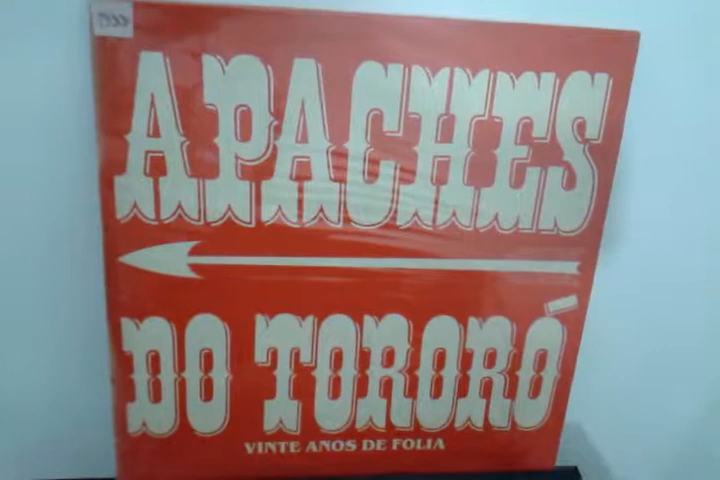 APACHES
DO TORORÓ
VINTE ANOS DE FOLIA